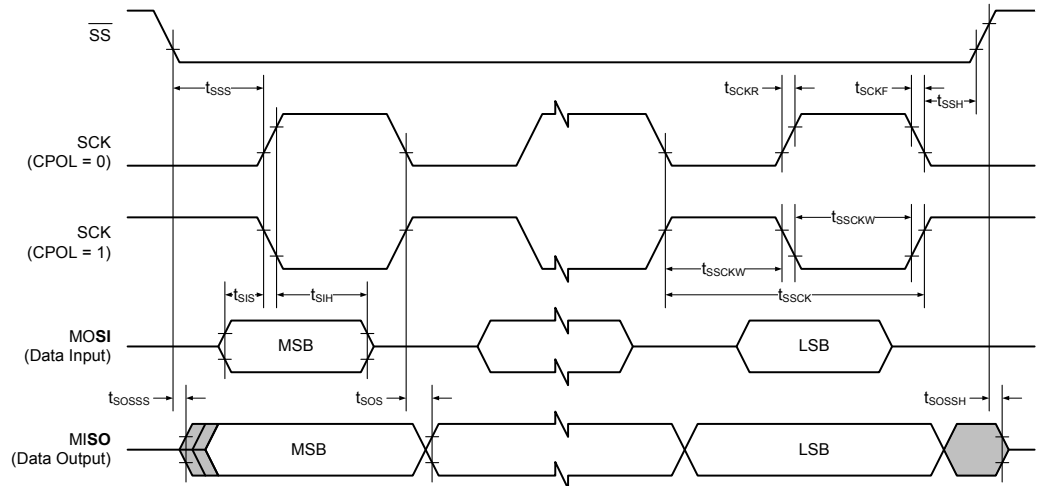 SS
tSSS
tSCKR
tSCKF
tSSH
SCK
(CPOL = 0)
SCK
(CPOL = 1)
tSSCKW
tSSCKW
tSSCK
tSIS
tSIH
MOSI
(Data Input)
MSB
LSB
tSOSSS
tSOS
tSOSSH
MISO
(Data Output)
MSB
LSB